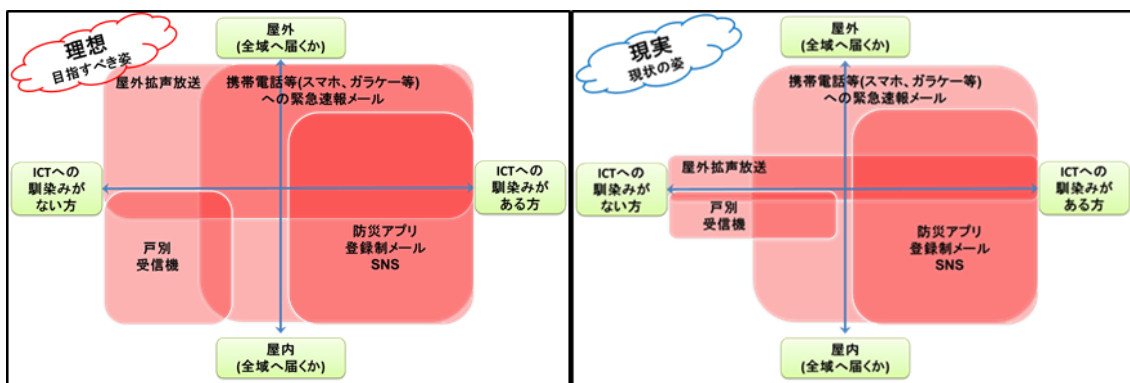 理想
目指すべき姿
屋外
(全域へ届くか)
屋外拡声放送
携帯電話等(スマホ、ガラケー等)
への緊急速報メール
ICTへの
馴染みが
ない方
ICTへの
馴染みが
ある方
戸別
受信機
防災アプリ
登録制メール
SNS
屋内
(全域へ届くか)
現実
現状の姿
屋外
(全域へ届くか)
携帯電話等(スマホ、ガラケー等)
への緊急速報メール
屋外拡声放送
ICTへの
馴染みが
ない方
ICTへの
馴染みが
ある方
戸別
受信機
防災アプリ
登録制メール
SNS
屋内
(全域へ届くか)